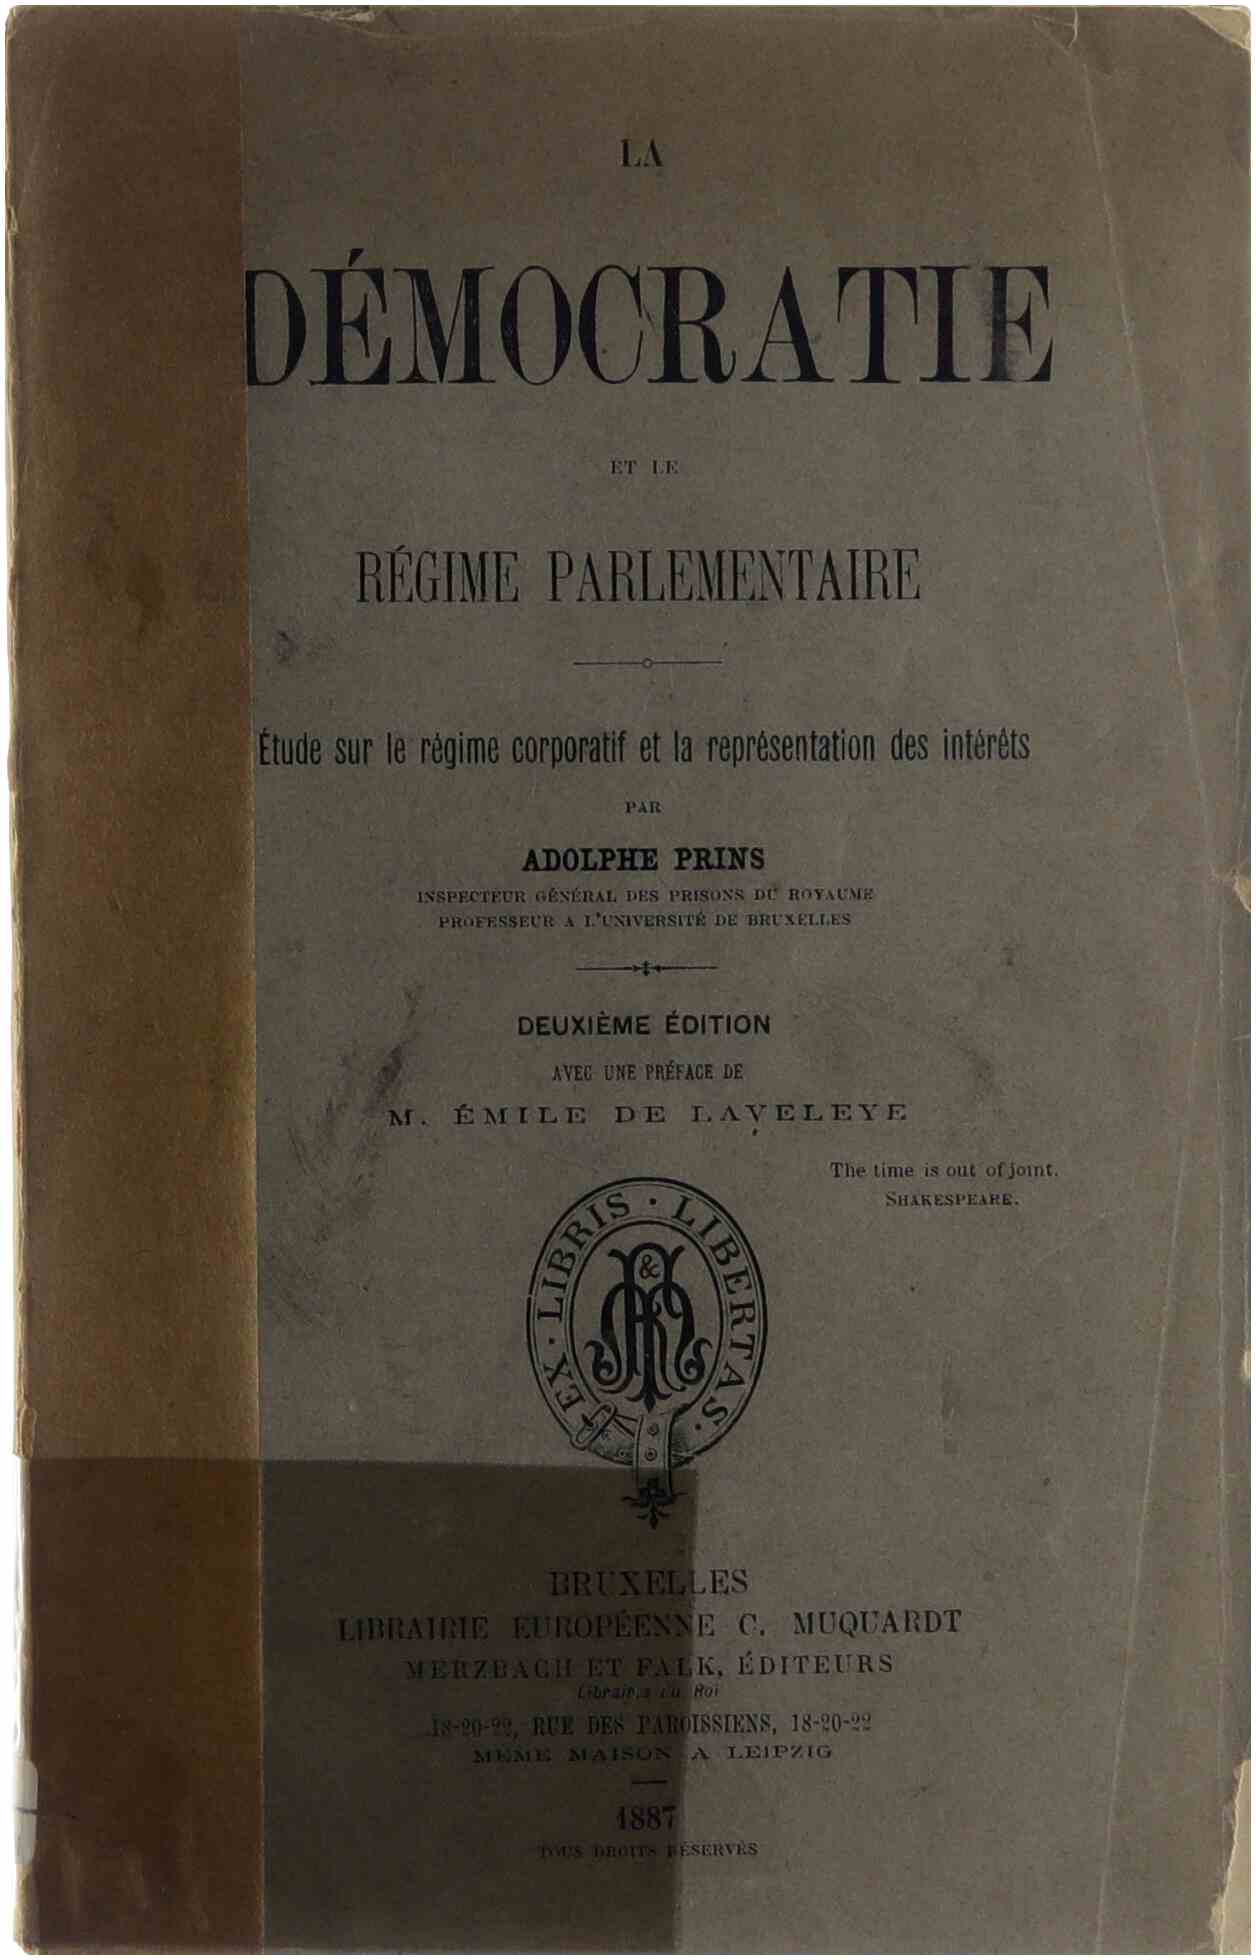 LA
DÉMOCRATIE
ET LE
RÉGIME PARLEMENTAIRE
Étude sur le régime corporatif et la représentation des intérêts
PAR
ADOLPHE PRINS
INSPECTEUR GÉNÉRAL DES PRISONS DU ROYAUME
PROFESSEUR A L'UNIVERSITÉ DE BRUXELLES
DEUXIÈME ÉDITION
AVEC UNE PRÉFACE DE
M. ÉMILE DE LAVELEYE
The time is out of joint.
SHAKESPEARE.
EX · LIBRIS · LIBERTAS ·
&
BRUXELLES
LIBRAIRIE EUROPÉENNE C. MUQUARDT
MERZBACH ET FALK, ÉDITEURS
Libraires du Roi
18-20-22, RUE DES PAROISSIENS, 18-20-22
MÊME MAISON A LEIPZIG
1887
TOUS DROITS RÉSERVÉS